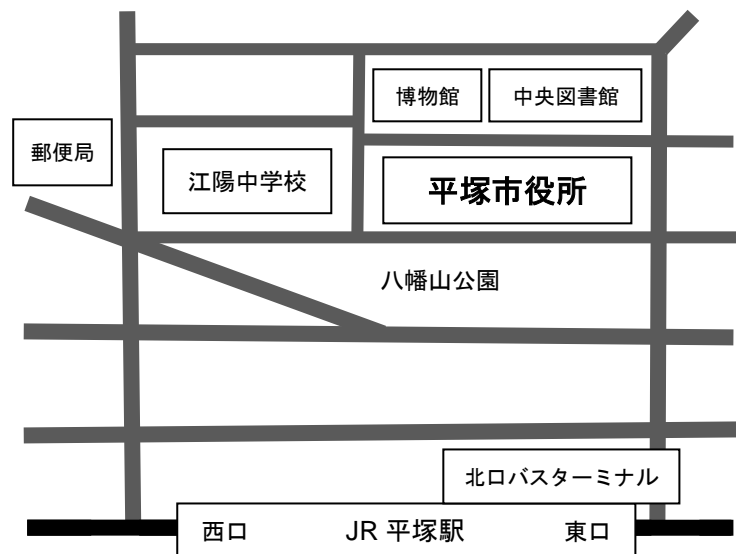 博物館
中央図書館
郵便局
江陽中学校
平塚市役所
八幡山公園
北口バスターミナル
西口
JR 平塚駅
東口